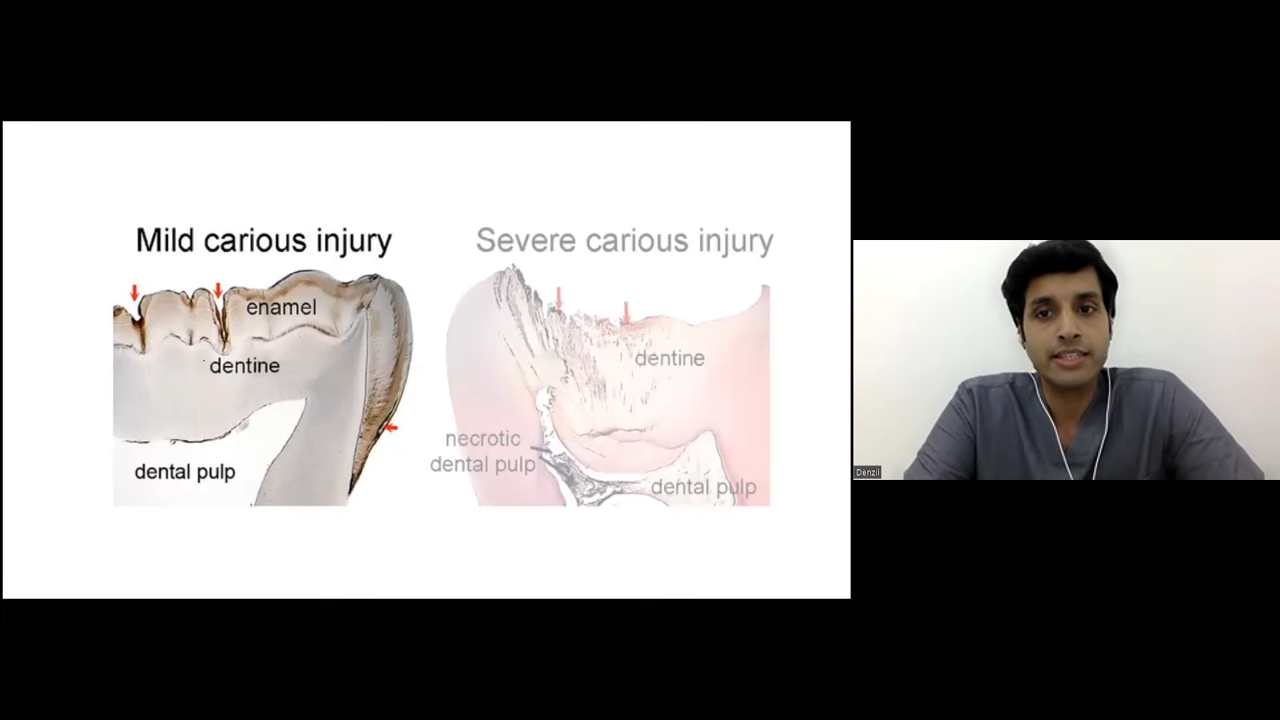 Mild carious injury
enamel
dentine
dental pulp
Severe carious injury
dentine
necrotic
dental pulp
dental pulp
Denzil